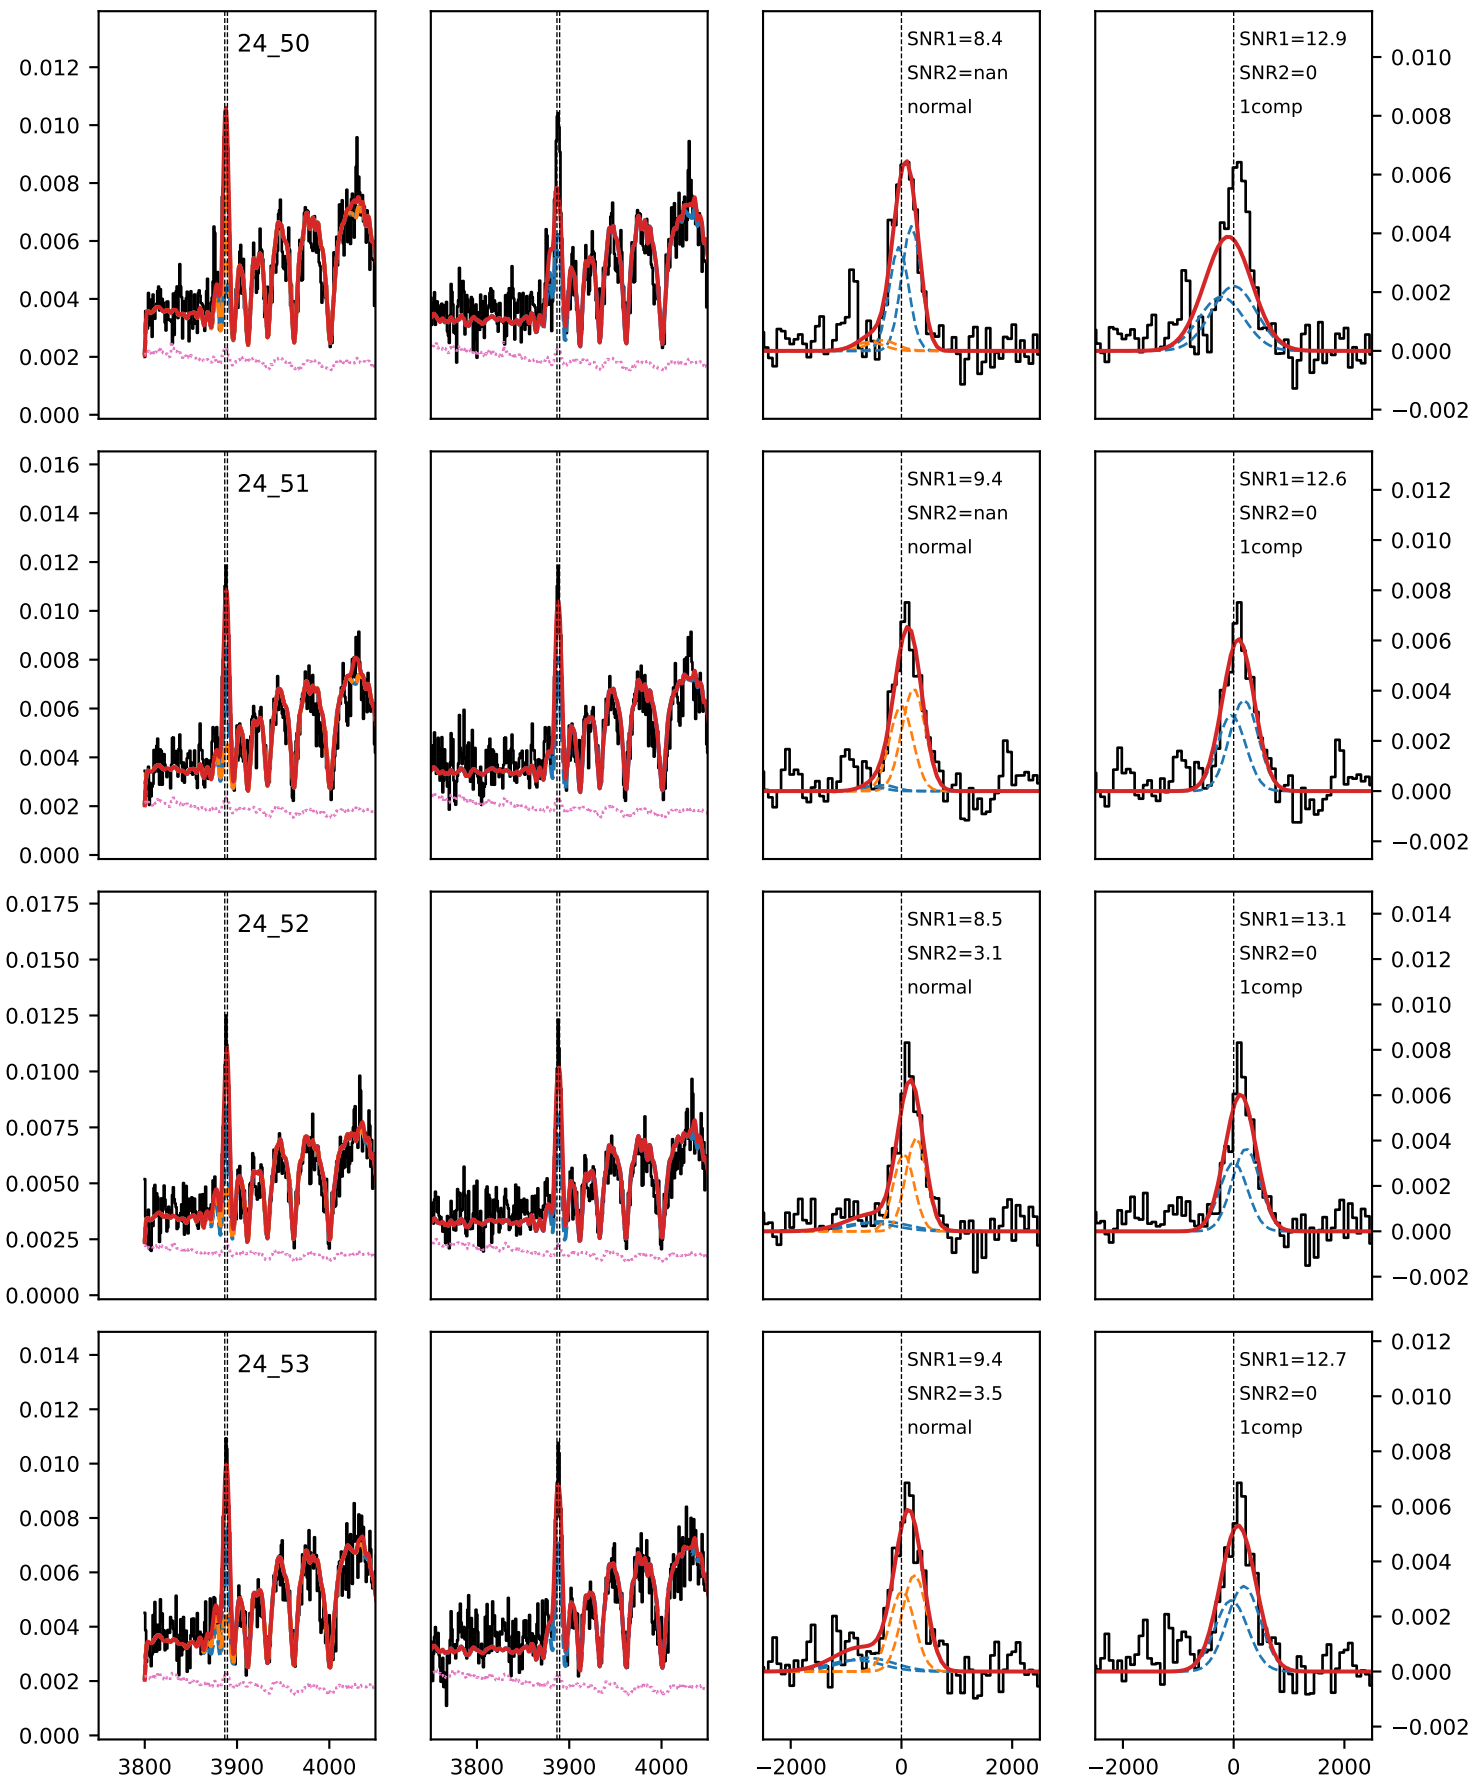 24_50
SNR1=8.4
SNR2=nan
normal
SNR1=12.9
SNR2=0
1comp
0.012
0.010
0.008
0.006
0.004
0.002
0.000
0.010
0.008
0.006
0.004
0.002
0.000
−0.002
24_51
SNR1=9.4
SNR2=nan
normal
SNR1=12.6
SNR2=0
1comp
0.016
0.014
0.012
0.010
0.008
0.006
0.004
0.002
0.000
0.012
0.010
0.008
0.006
0.004
0.002
0.000
−0.002
24_52
SNR1=8.5
SNR2=3.1
normal
SNR1=13.1
SNR2=0
1comp
0.0175
0.0150
0.0125
0.0100
0.0075
0.0050
0.0025
0.0000
0.014
0.012
0.010
0.008
0.006
0.004
0.002
0.000
−0.002
24_53
SNR1=9.4
SNR2=3.5
normal
SNR1=12.7
SNR2=0
1comp
0.014
0.012
0.010
0.008
0.006
0.004
0.002
0.000
0.012
0.010
0.008
0.006
0.004
0.002
0.000
−0.002
3800 3900 4000
3800 3900 4000
−2000 0 2000
−2000 0 2000